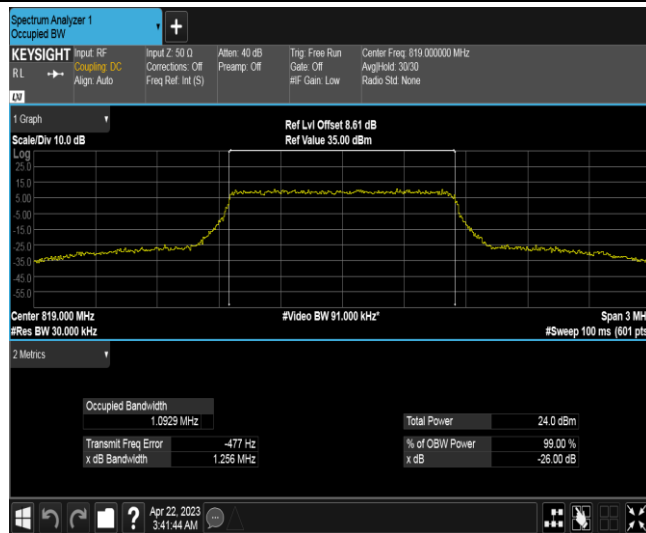 Spectrum Analyzer 1
Occupied BW
KEYSIGHT
RL
Input: RF
Coupling: DC
Align: Auto
Input Z: 50 Ω
Corrections: Off
Freq Ref: Int (S)
Atten: 40 dB
Preamp: Off
Trig: Free Run
Gate: Off
#IF Gain: Low
Center Freq: 819.000000 MHz
Avg|Hold: 30/30
Radio Std: None
1 Graph
Scale/Div 10.0 dB
Ref Lvl Offset 8.61 dB
Ref Value 35.00 dBm
Log
25.0
15.0
5.00
-5.00
-15.0
-25.0
-35.0
-45.0
-55.0
Center 819.000 MHz
#Res BW 30.000 kHz
#Video BW 91.000 kHz*
Span 3 MH
#Sweep 100 ms (601 pts
2 Metrics
Occupied Bandwidth
1.0929 MHz
Total Power 24.0 dBm
Transmit Freq Error -477 Hz
% of OBW Power 99.00 %
x dB Bandwidth 1.256 MHz
x dB -26.00 dB
Apr 22, 2023
3:41:44 AM